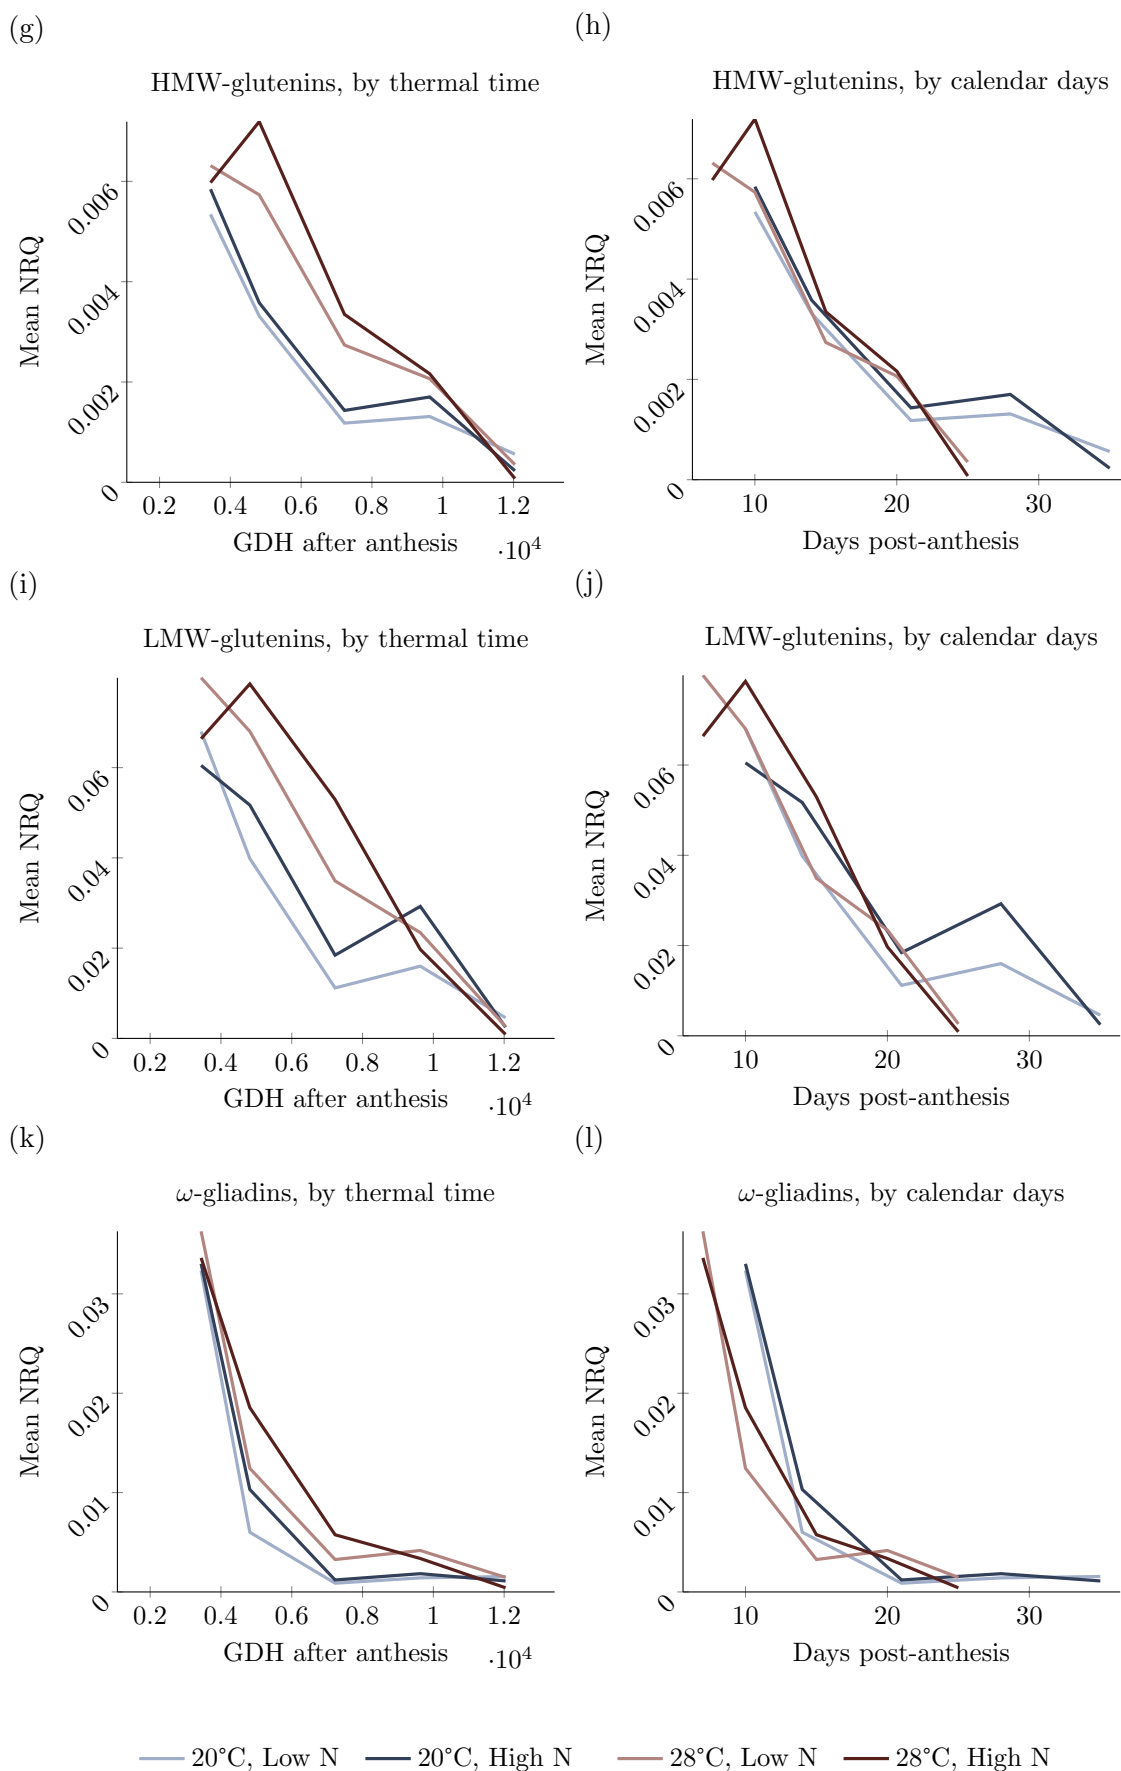 (g)
HMW-glutenins, by thermal time
Mean NRQ
0.006
0.004
0.002
0
0.2 0.4 0.6 0.8 1 1.2
GDH after anthesis
·10⁴
(h)
HMW-glutenins, by calendar days
Mean NRQ
0.006
0.004
0.002
0
10 20 30
Days post-anthesis
(i)
LMW-glutenins, by thermal time
Mean NRQ
0.06
0.04
0.02
0
0.2 0.4 0.6 0.8 1 1.2
GDH after anthesis
·10⁴
(j)
LMW-glutenins, by calendar days
Mean NRQ
0.06
0.04
0.02
0
10 20 30
Days post-anthesis
(k)
ω-gliadins, by thermal time
Mean NRQ
0.03
0.02
0.01
0
0.2 0.4 0.6 0.8 1 1.2
GDH after anthesis
·10⁴
(l)
ω-gliadins, by calendar days
Mean NRQ
0.03
0.02
0.01
0
10 20 30
Days post-anthesis
20°C, Low N 20°C, High N 28°C, Low N 28°C, High N